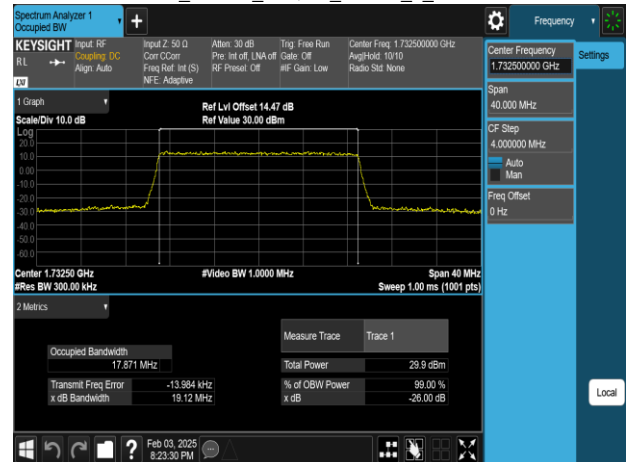 Spectrum Analyzer 1
Occupied BW
Frequency
KEYSIGHT
R L
LXI
Input: RF
Coupling: DC
Align: Auto
Input Z: 50 Ω
Corr CCorr
Freq Ref: Int (S)
NFE: Adaptive
Atten: 30 dB
Pre: Int off, LNA off
RF Preset: Off
Trig: Free Run
Gate: Off
#IF Gain: Low
Center Freq: 1.732500000 GHz
Avg|Hold: 10/10
Radio Std: None
Center Frequency
1.732500000 GHz
Settings
Span
40.000 MHz
CF Step
4.000000 MHz
Auto
Man
Freq Offset
0 Hz
1 Graph
Scale/Div 10.0 dB
Ref Lvl Offset 14.47 dB
Ref Value 30.00 dBm
Log
20.0
10.0
0.00
-10.0
-20.0
-30.0
-40.0
-50.0
-60.0
Center 1.73250 GHz
#Video BW 1.0000 MHz
Span 40 MHz
#Res BW 300.00 kHz
Sweep 1.00 ms (1001 pts)
2 Metrics
Measure Trace Trace 1
Occupied Bandwidth
17.871 MHz
Total Power 29.9 dBm
Transmit Freq Error -13.984 kHz
% of OBW Power 99.00 %
x dB Bandwidth 19.12 MHz
x dB -26.00 dB
Local
Feb 03, 2025
8:23:30 PM